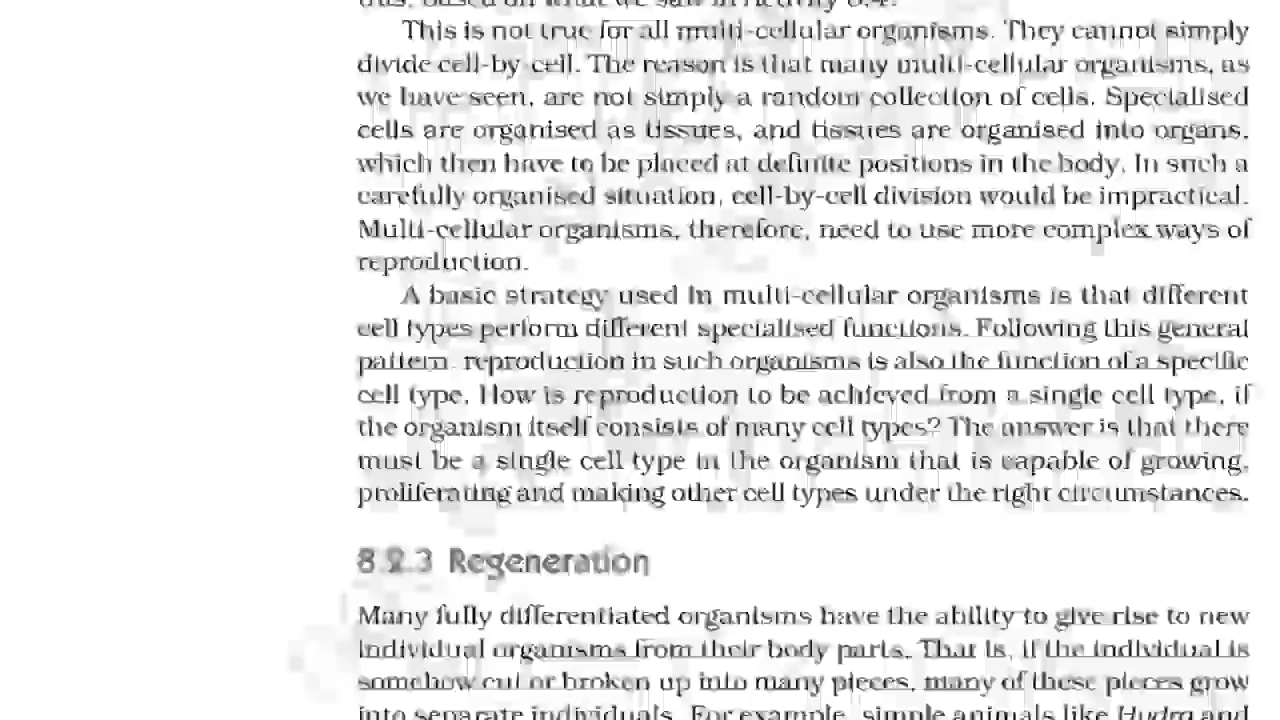 This is not true for all multi-cellular organisms. They cannot simply
divide cell-by-cell. The reason is that many multi-cellular organisms, as
we have seen, are not simply a random collection of cells. Specialised
cells are organised as tissues, and tissues are organised into organs,
which then have to be placed at definite positions in the body. In such a
carefully organised situation, cell-by-cell division would be impractical.
Multi-cellular organisms, therefore, need to use more complex ways of
reproduction.
A basic strategy used in multi-cellular organisms is that different
cell types perform different specialised functions. Following this general
pattern, reproduction in such organisms is also the function of a specific
cell type. How is reproduction to be achieved from a single cell type, if
the organism itself consists of many cell types? The answer is that there
must be a single cell type in the organism that is capable of growing,
proliferating and making other cell types under the right circumstances.
8.2.3 Regeneration
Many fully differentiated organisms have the ability to give rise to new
individual organisms from their body parts. That is, if the individual is
somehow cut or broken up into many pieces, many of these pieces grow
into separate individuals. For example, simple animals like Hydra and